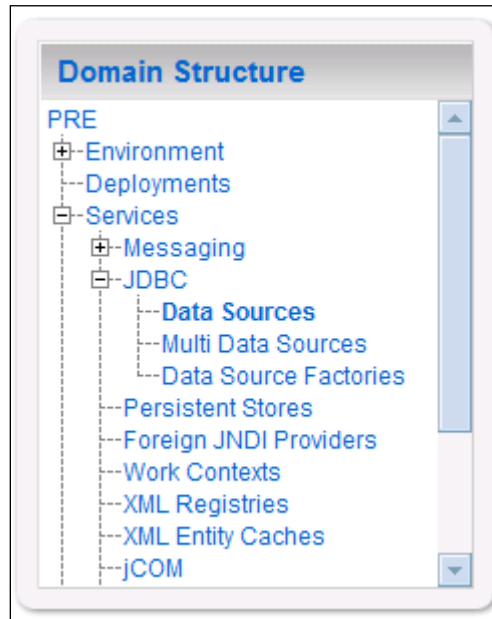 Domain Structure
PRE
Environment
Deployments
Services
Messaging
JDBC
Data Sources
Multi Data Sources
Data Source Factories
Persistent Stores
Foreign JNDI Providers
Work Contexts
XML Registries
XML Entity Caches
jCOM